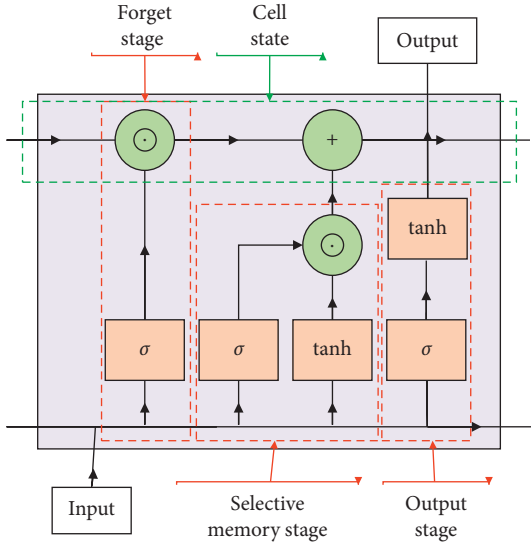 Forget
stage
Cell
state
Output
+
tanh
σ
σ
tanh
σ
Input
Selective
memory stage
Output
stage